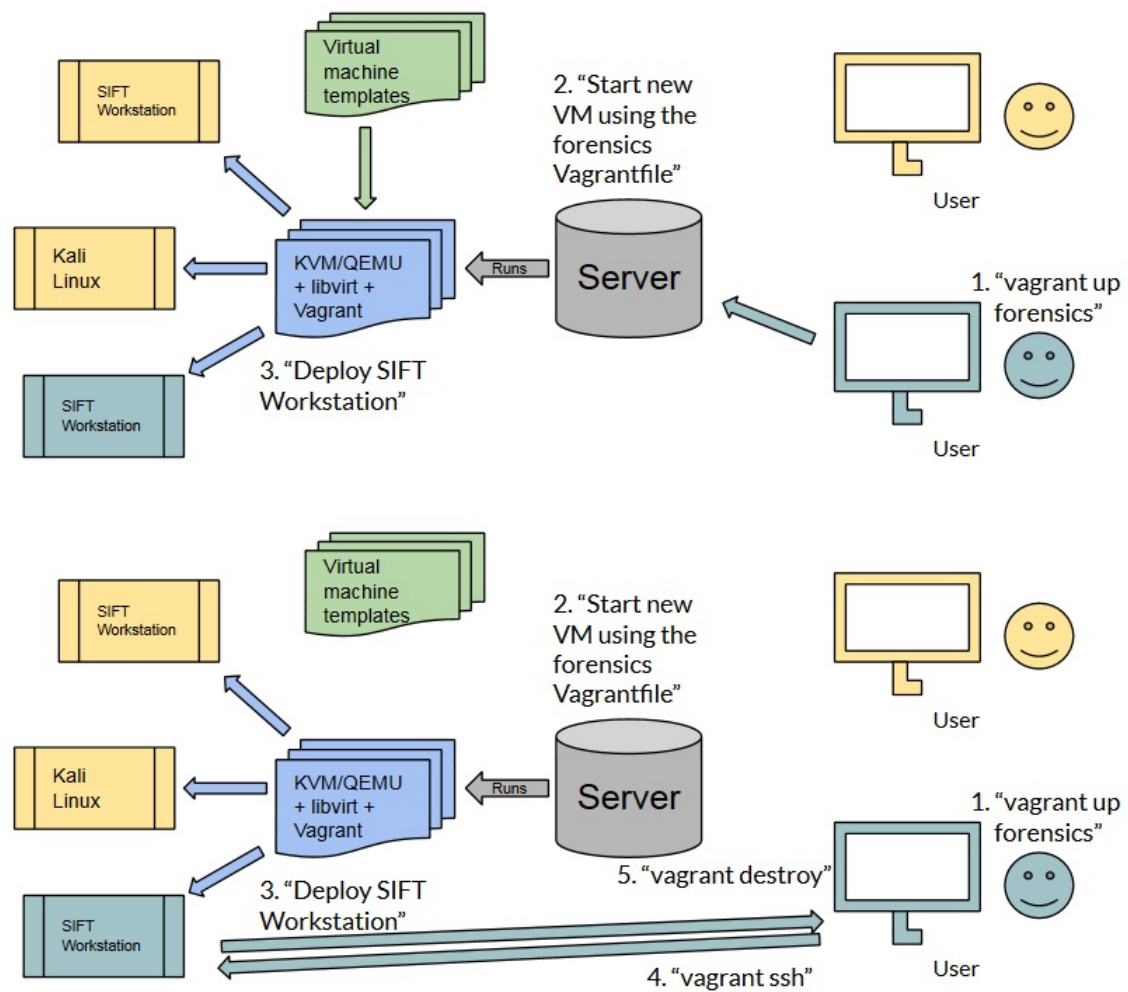 Virtual
machine
templates
SIFT
Workstation
2. “Start new
VM using the
forensics
Vagrantfile”
User
Kali
Linux
KVM/QEMU
+ libvirt +
Vagrant
Runs
Server
1. “vagrant up
forensics”
3. “Deploy SIFT
Workstation”
SIFT
Workstation
User
Virtual
machine
templates
SIFT
Workstation
2. “Start new
VM using the
forensics
Vagrantfile”
User
Kali
Linux
KVM/QEMU
+ libvirt +
Vagrant
Runs
Server
1. “vagrant up
forensics”
3. “Deploy SIFT
Workstation”
5. “vagrant destroy”
SIFT
Workstation
4. “vagrant ssh”
User